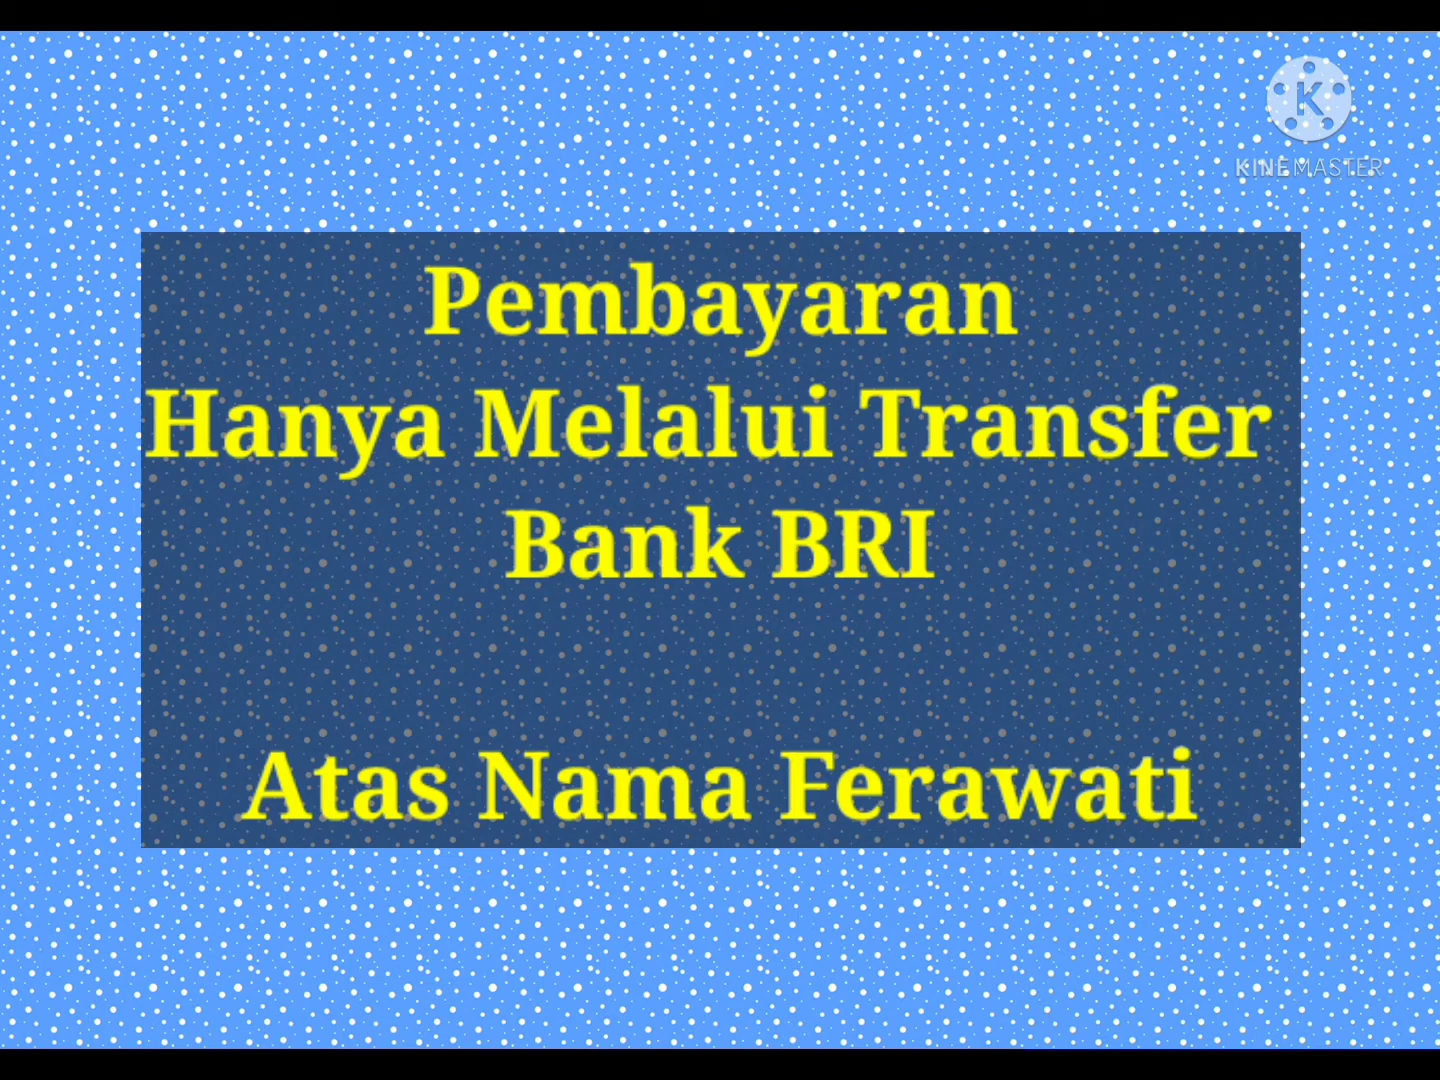 K
KINEMASTER
Pembayaran
Hanya Melalui Transfer
Bank BRI
Atas Nama Ferawati